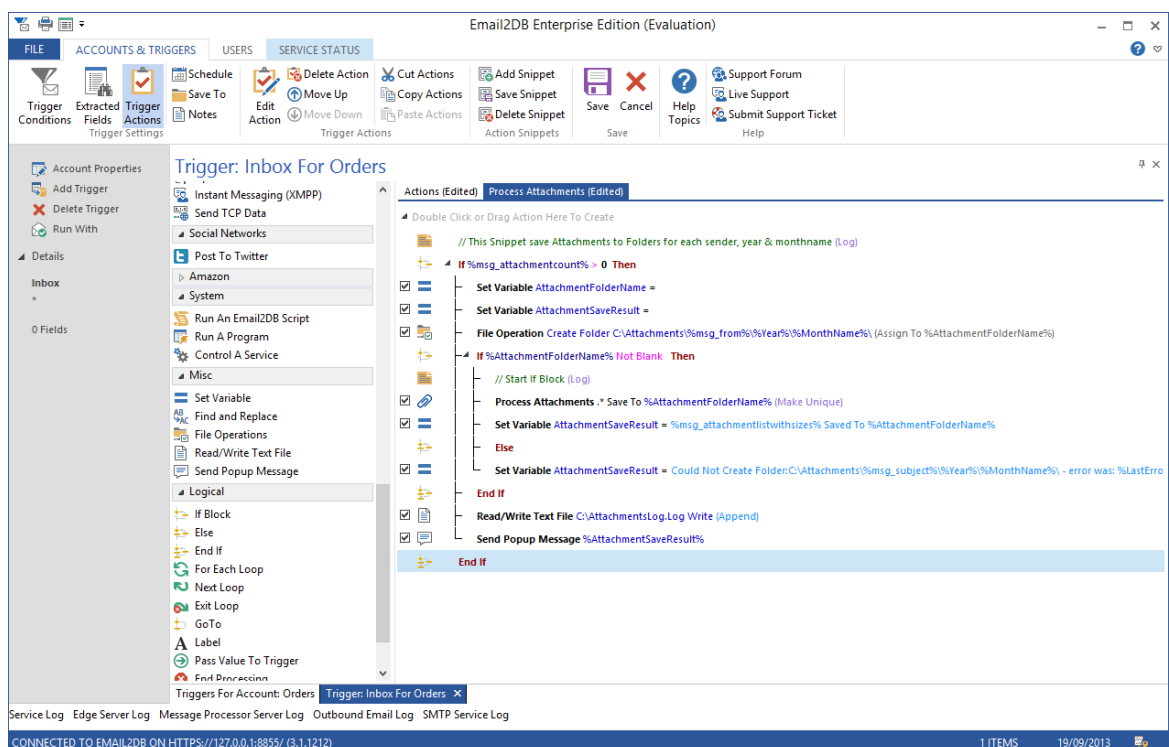 Email2DB Enterprise Edition (Evaluation)
FILE ACCOUNTS & TRIGGERS USERS SERVICE STATUS
Trigger Conditions
Extracted Fields
Trigger Actions
Trigger Settings
Schedule
Save To
Notes
Edit Action
Delete Action
Move Up
Move Down
Cut Actions
Copy Actions
Paste Actions
Trigger Actions
Add Snippet
Save Snippet
Delete Snippet
Action Snippets
Save
Cancel
Save
Help Topics
Support Forum
Live Support
Submit Support Ticket
Help
Account Properties
Add Trigger
Delete Trigger
Run With
Details
Inbox
*
0 Fields
Trigger: Inbox For Orders
Instant Messaging (XMPP)
Send TCP Data
Social Networks
Post To Twitter
Amazon
System
Run An Email2DB Script
Run A Program
Control A Service
Misc
Set Variable
Find and Replace
File Operations
Read/Write Text File
Send Popup Message
Logical
If Block
Else
End If
For Each Loop
Next Loop
Exit Loop
GoTo
Label
Pass Value To Trigger
End Processing
Actions (Edited) Process Attachments (Edited)
Double Click or Drag Action Here To Create
// This Snippet save Attachments to Folders for each sender, year & monthname (Log)
If %msg_attachmentcount% > 0 Then
Set Variable AttachmentFolderName =
Set Variable AttachmentSaveResult =
File Operation Create Folder C:\Attachments\%msg_from%\%Year%\%MonthName%\ (Assign To %AttachmentFolderName%)
If %AttachmentFolderName% Not Blank Then
// Start If Block (Log)
Process Attachments .* Save To %AttachmentFolderName% (Make Unique)
Set Variable AttachmentSaveResult = %msg_attachmentlistwithsizes% Saved To %AttachmentFolderName%
Else
Set Variable AttachmentSaveResult = Could Not Create Folder:C:\Attachments\%msg_subject%\%Year%\%MonthName%\ - error was: %LastErro
End If
Read/Write Text File C:\AttachmentsLog.Log Write (Append)
Send Popup Message %AttachmentSaveResult%
End If
Triggers For Account: Orders Trigger: Inbox For Orders
Service Log Edge Server Log Message Processor Server Log Outbound Email Log SMTP Service Log
CONNECTED TO EMAIL2DB ON HTTPS://127.0.0.1:8855/ (3.1.1212) 1 ITEMS 19/09/2013